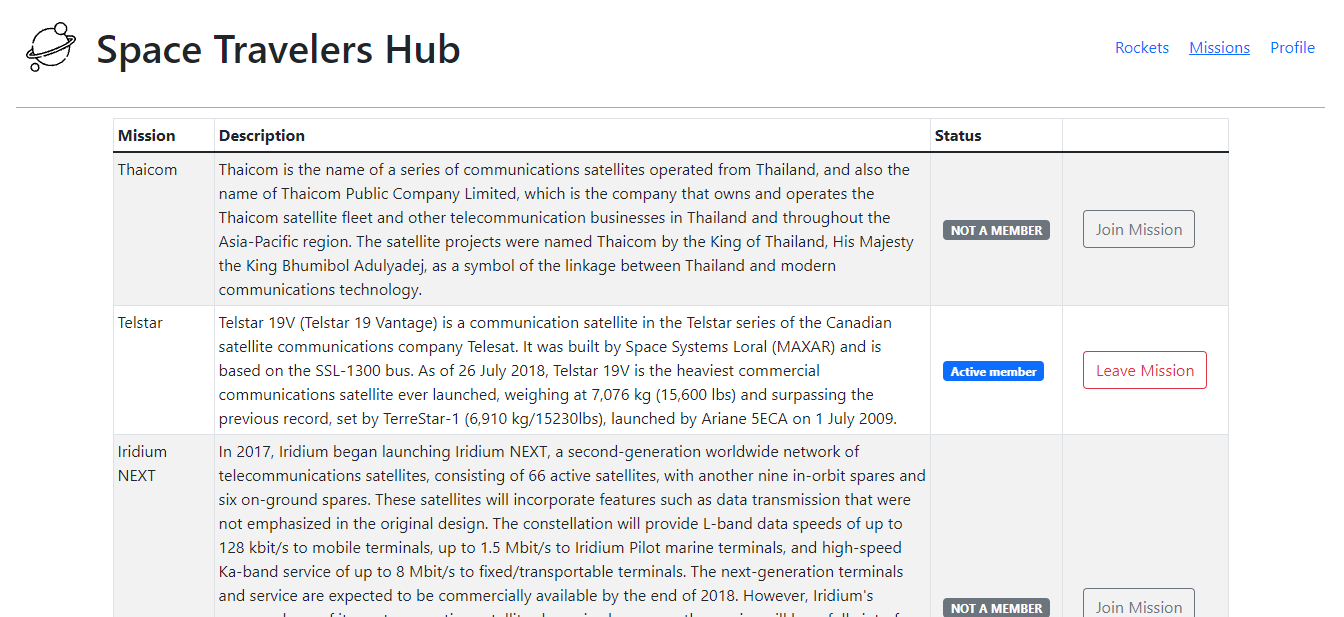 Space Travelers Hub
Rockets Missions Profile
Mission Description Status
Thaicom
Thaicom is the name of a series of communications satellites operated from Thailand, and also the
name of Thaicom Public Company Limited, which is the company that owns and operates the
Thaicom satellite fleet and other telecommunication businesses in Thailand and throughout the
Asia-Pacific region. The satellite projects were named Thaicom by the King of Thailand, His Majesty
the King Bhumibol Adulyadej, as a symbol of the linkage between Thailand and modern
communications technology.
NOT A MEMBER
Join Mission
Telstar
Telstar 19V (Telstar 19 Vantage) is a communication satellite in the Telstar series of the Canadian
satellite communications company Telesat. It was built by Space Systems Loral (MAXAR) and is
based on the SSL-1300 bus. As of 26 July 2018, Telstar 19V is the heaviest commercial
communications satellite ever launched, weighing at 7,076 kg (15,600 lbs) and surpassing the
previous record, set by TerreStar-1 (6,910 kg/15230lbs), launched by Ariane 5ECA on 1 July 2009.
Active member
Leave Mission
Iridium
NEXT
In 2017, Iridium began launching Iridium NEXT, a second-generation worldwide network of
telecommunications satellites, consisting of 66 active satellites, with another nine in-orbit spares and
six on-ground spares. These satellites will incorporate features such as data transmission that were
not emphasized in the original design. The constellation will provide L-band data speeds of up to
128 kbit/s to mobile terminals, up to 1.5 Mbit/s to Iridium Pilot marine terminals, and high-speed
Ka-band service of up to 8 Mbit/s to fixed/transportable terminals. The next-generation terminals
and service are expected to be commercially available by the end of 2018. However, Iridium's
NOT A MEMBER
Join Mission